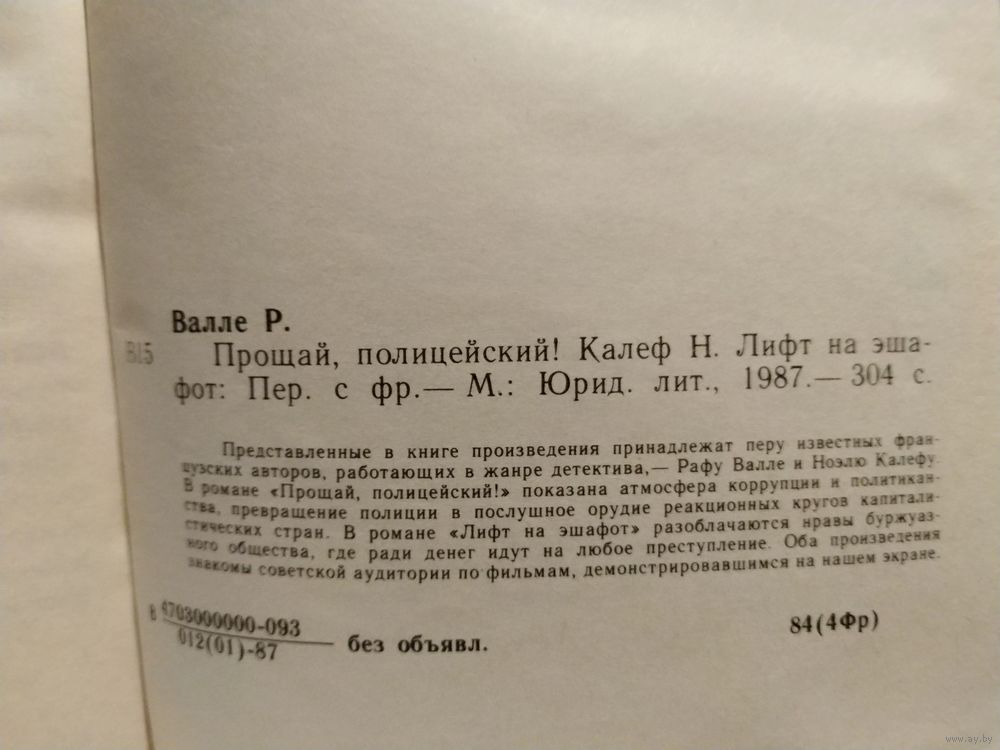 Валле Р.
В15 Прощай, полицейский! Калеф Н. Лифт на эша-
фот: Пер. с фр.— М.: Юрид. лит., 1987.— 304 с.
Представленные в книге произведения принадлежат перу известных фран-
цузских авторов, работающих в жанре детектива,— Рафу Валле и Ноэлю Калефу.
В романе «Прощай, полицейский!» показана атмосфера коррупции и политикан-
ства, превращение полиции в послушное орудие реакционных кругов капитали-
стических стран. В романе «Лифт на эшафот» разоблачаются нравы буржуаз-
ного общества, где ради денег идут на любое преступление. Оба произведения
знакомы советской аудитории по фильмам, демонстрировавшимся на нашем экране.
В 4703000000-093
012(01)-87 — без объявл.
84(4Фр)
www.ay.by